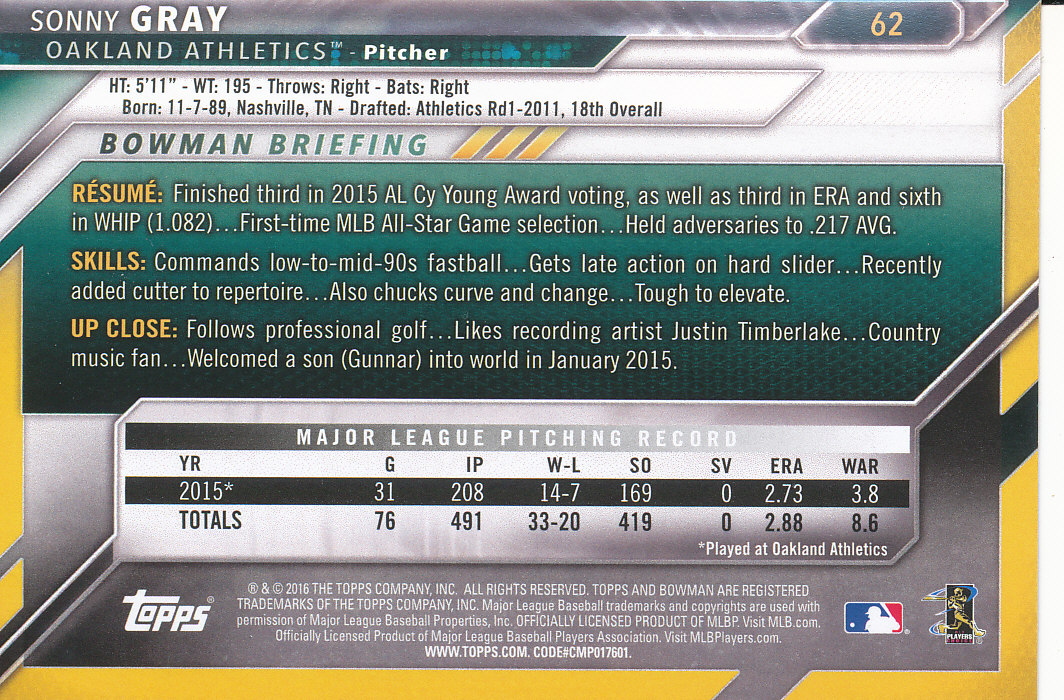 SONNY GRAY
62
OAKLAND ATHLETICS™ - Pitcher
HT: 5'11" - WT: 195 - Throws: Right - Bats: Right
Born: 11-7-89, Nashville, TN - Drafted: Athletics Rd1-2011, 18th Overall
BOWMAN BRIEFING
RÉSUMÉ: Finished third in 2015 AL Cy Young Award voting, as well as third in ERA and sixth
in WHIP (1.082)...First-time MLB All-Star Game selection...Held adversaries to .217 AVG.
SKILLS: Commands low-to-mid-90s fastball...Gets late action on hard slider...Recently
added cutter to repertoire...Also chucks curve and change...Tough to elevate.
UP CLOSE: Follows professional golf...Likes recording artist Justin Timberlake...Country
music fan...Welcomed a son (Gunnar) into world in January 2015.
MAJOR LEAGUE PITCHING RECORD
YR G IP W-L SO SV ERA WAR
2015* 31 208 14-7 169 0 2.73 3.8
TOTALS 76 491 33-20 419 0 2.88 8.6
*Played at Oakland Athletics
® & © 2016 THE TOPPS COMPANY, INC. ALL RIGHTS RESERVED. TOPPS AND BOWMAN ARE REGISTERED
TRADEMARKS OF THE TOPPS COMPANY, INC. Major League Baseball trademarks and copyrights are used with
permission of Major League Baseball Properties, Inc. OFFICIALLY LICENSED PRODUCT OF MLBP. Visit MLB.com.
Officially Licensed Product of Major League Baseball Players Association. Visit MLBPlayers.com.
WWW.TOPPS.COM. CODE#CMP017601.
Topps®
PLAYERS